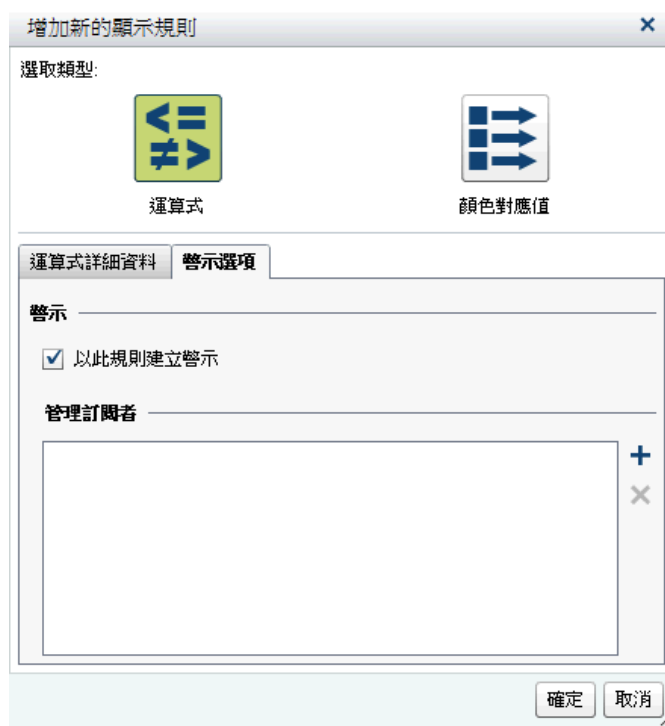 增加新的顯示規則
選取類型:
運算式
顏色對應值
運算式詳細資料
警示選項
警示
以此規則建立警示
管理訂閱者
確定
取消